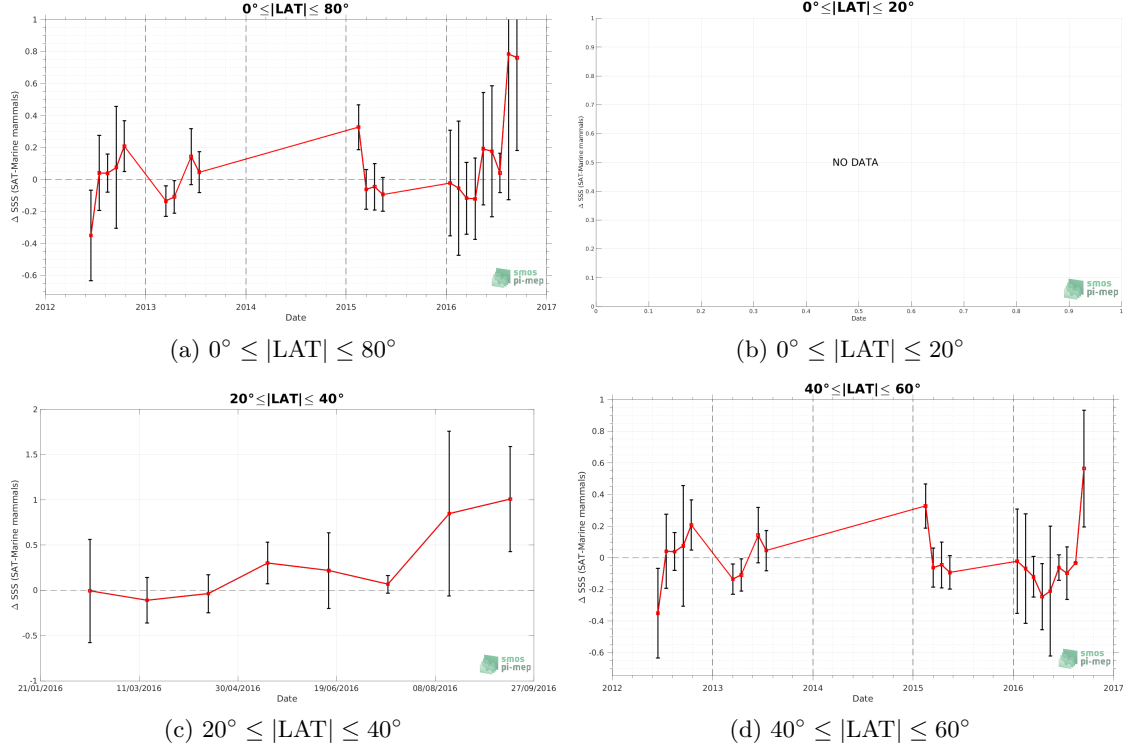 0°≤|LAT|≤ 80°
1
0.8
0.6
0.4
0.2
0
-0.2
-0.4
-0.6
Δ SSS (SAT-Marine mammals)
2012
2013
2014
2015
2016
2017
Date
smos
pi-mep
(a) 0° ≤ |LAT| ≤ 80°
0°≤|LAT|≤ 20°
1
0.9
0.8
0.7
0.6
0.5
0.4
0.3
0.2
0.1
0
Δ SSS (SAT-Marine mammals)
NO DATA
0
0.1
0.2
0.3
0.4
0.5
0.6
0.7
0.8
0.9
1
Date
smos
pi-mep
(b) 0° ≤ |LAT| ≤ 20°
20°≤|LAT|≤ 40°
2
1.5
1
0.5
0
-0.5
-1
Δ SSS (SAT-Marine mammals)
21/01/2016
11/03/2016
30/04/2016
19/06/2016
08/08/2016
27/09/2016
Date
smos
pi-mep
(c) 20° ≤ |LAT| ≤ 40°
40°≤|LAT|≤ 60°
1
0.8
0.6
0.4
0.2
0
-0.2
-0.4
-0.6
Δ SSS (SAT-Marine mammals)
2012
2013
2014
2015
2016
2017
Date
smos
pi-mep
(d) 40° ≤ |LAT| ≤ 60°